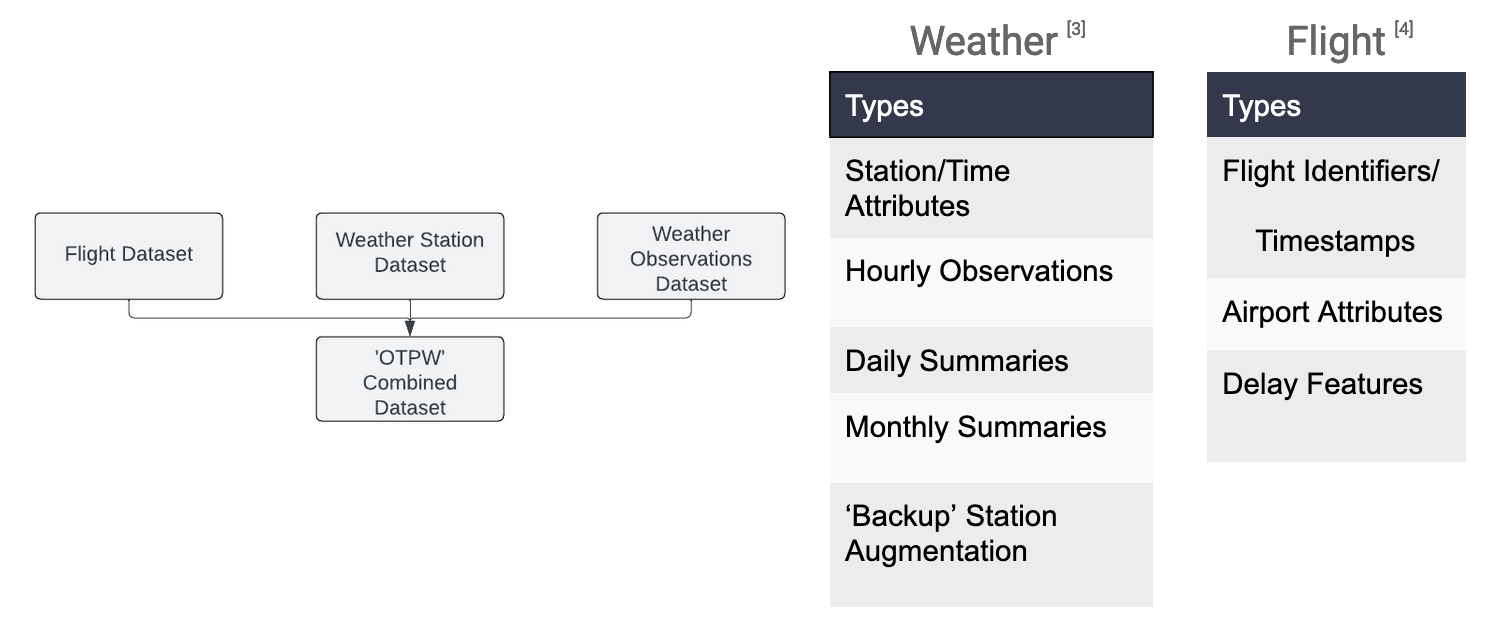 Flight Dataset
Weather Station
Dataset
Weather
Observations
Dataset
'OTPW'
Combined
Dataset
Weather [3]
Types
Station/Time
Attributes
Hourly Observations
Daily Summaries
Monthly Summaries
‘Backup’ Station
Augmentation
Flight [4]
Types
Flight Identifiers/
Timestamps
Airport Attributes
Delay Features